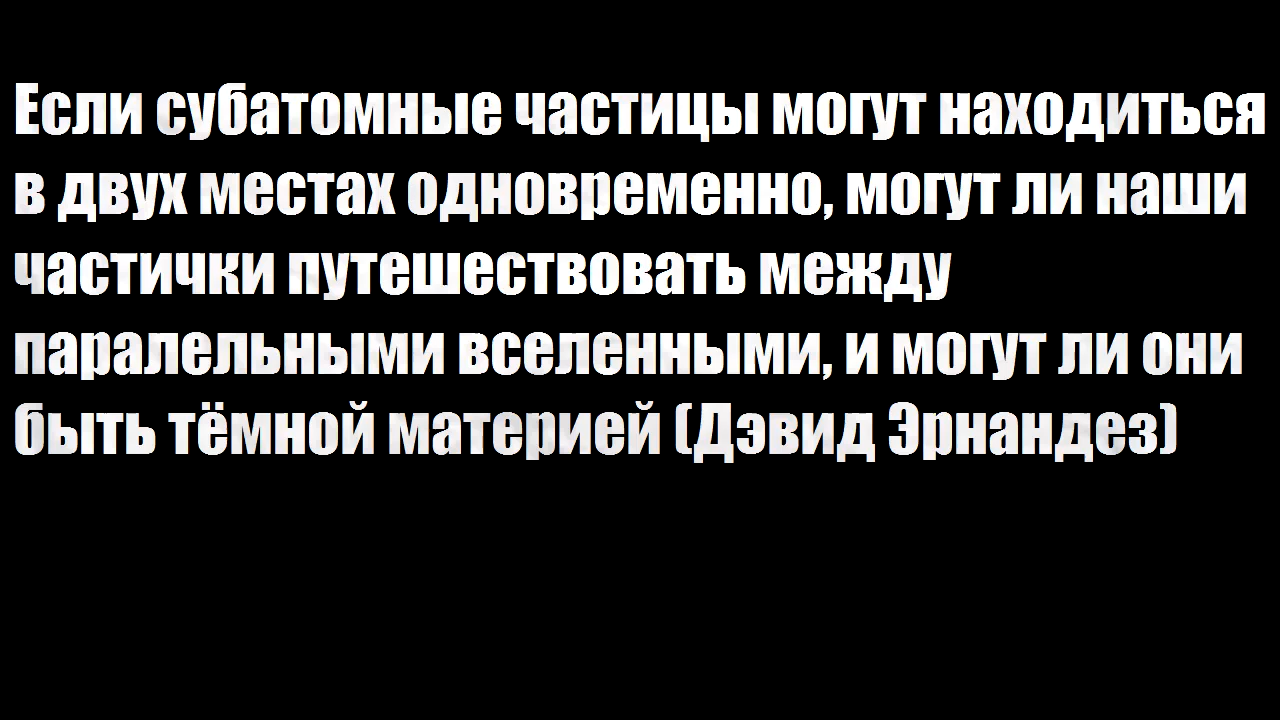 Если субатомные частицы могут находиться
в двух местах одновременно, могут ли наши
частички путешествовать между
паралельными вселенными, и могут ли они
быть тёмной материей (Дэвид Эрнандез)